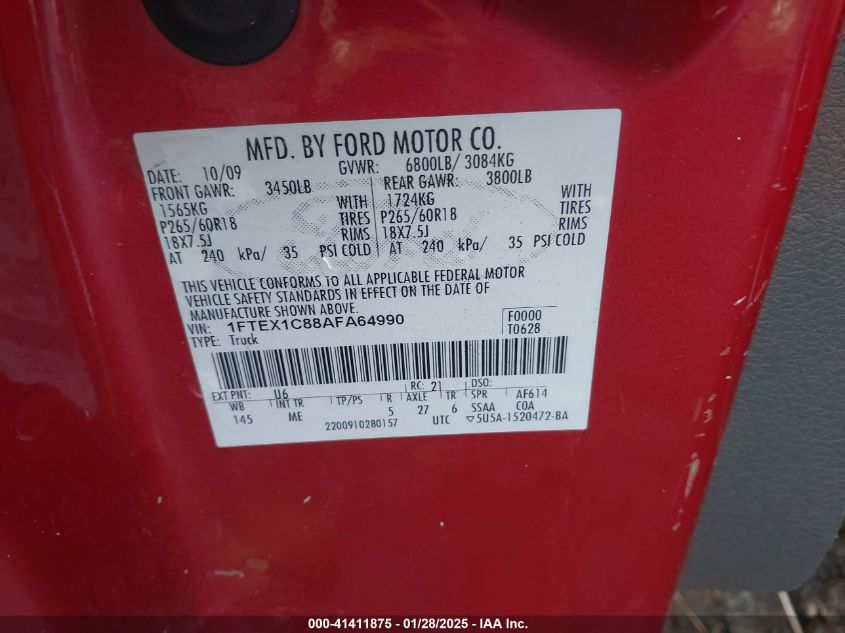 MFD. BY FORD MOTOR CO.
DATE: 10/09 GVWR: 6800LB/ 3084KG
FRONT GAWR: 3450LB REAR GAWR: 3800LB
1565KG WITH 1724KG WITH
P265/60R18 TIRES P265/60R18 TIRES
18X7.5J RIMS 18X7.5J RIMS
AT 240 kPa/ 35 PSI COLD AT 240 kPa/ 35 PSI COLD
THIS VEHICLE CONFORMS TO ALL APPLICABLE FEDERAL MOTOR
VEHICLE SAFETY STANDARDS IN EFFECT ON THE DATE OF
MANUFACTURE SHOWN ABOVE.
VIN: 1FTEX1C88AFA64990 F0000
TYPE: Truck T0628
EXT PNT: U6 RC: 21 DSO:
WB INT TR TP/PS R AXLE TR SPR AF614
145 ME 5 27 6 SSAA COA
2200910280157 UTC ▽5U5A-1520472-BA
000-41411875 | 01/28/2025 | IAA Inc.